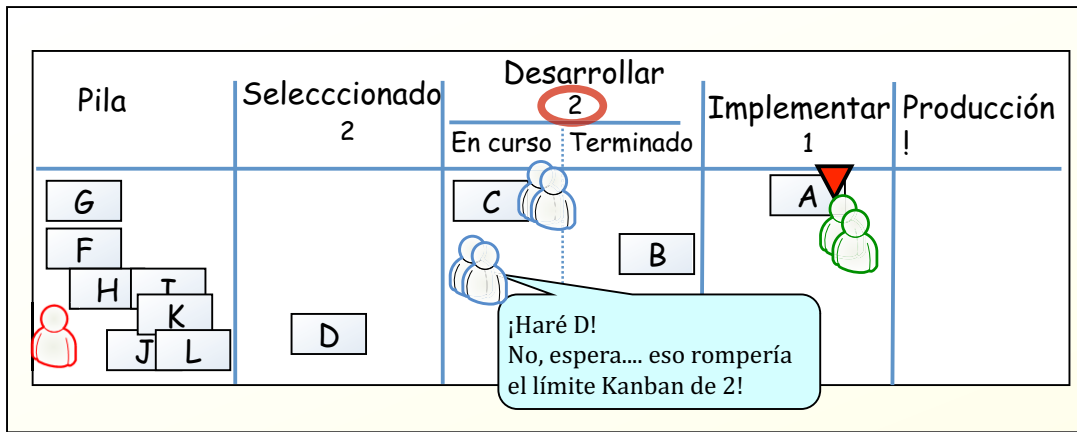 Pila
Selecccionado
2
Desarrollar
2
En curso
Terminado
Implementar
1
Producción
!
G
F
H
I
K
J
L
D
C
B
A
¡Haré D!
No, espera.... eso rompería
el límite Kanban de 2!